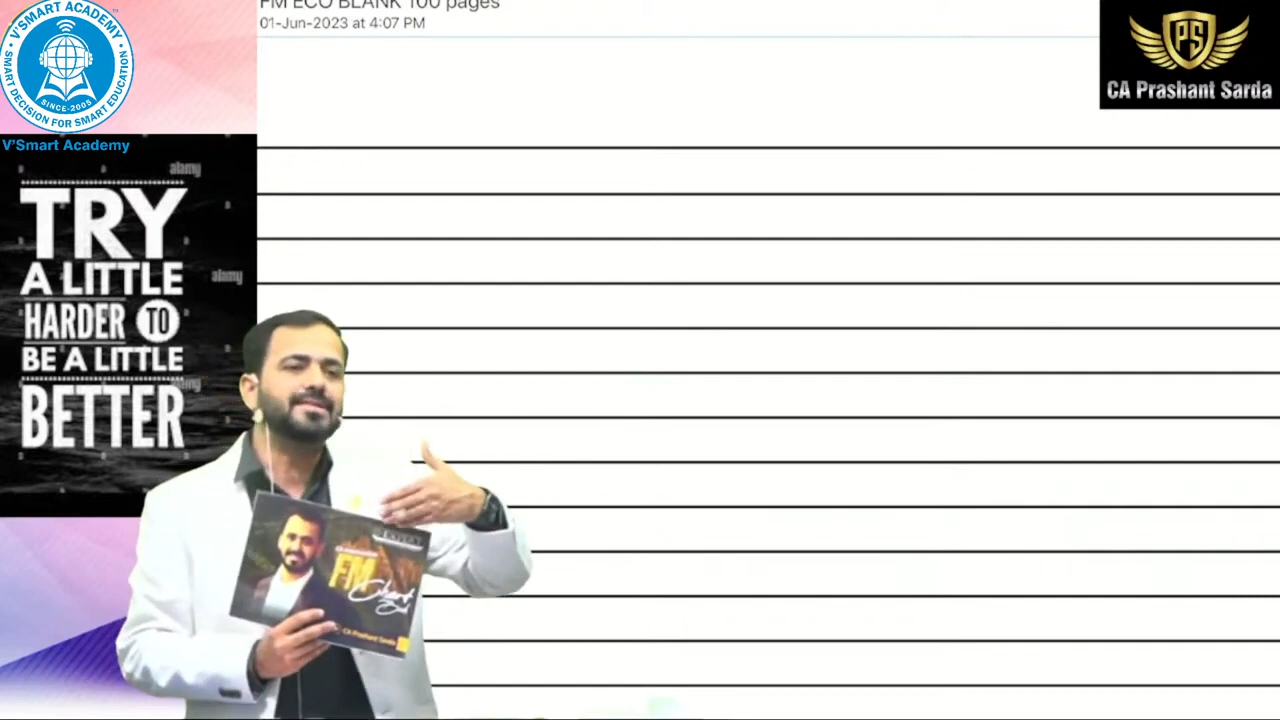 FM ECO BLANK 100 pages
01-Jun-2023 at 4:07 PM
V'SMART ACADEMY
SMART DECISION FOR SMART EDUCATION
SINCE-2005
V'Smart Academy
PS
CA Prashant Sarda
alamy
TRY
A LITTLE
alamy
HARDER TO
BE A LITTLE
BETTER
FM
Chart
CA Prashant Sarda